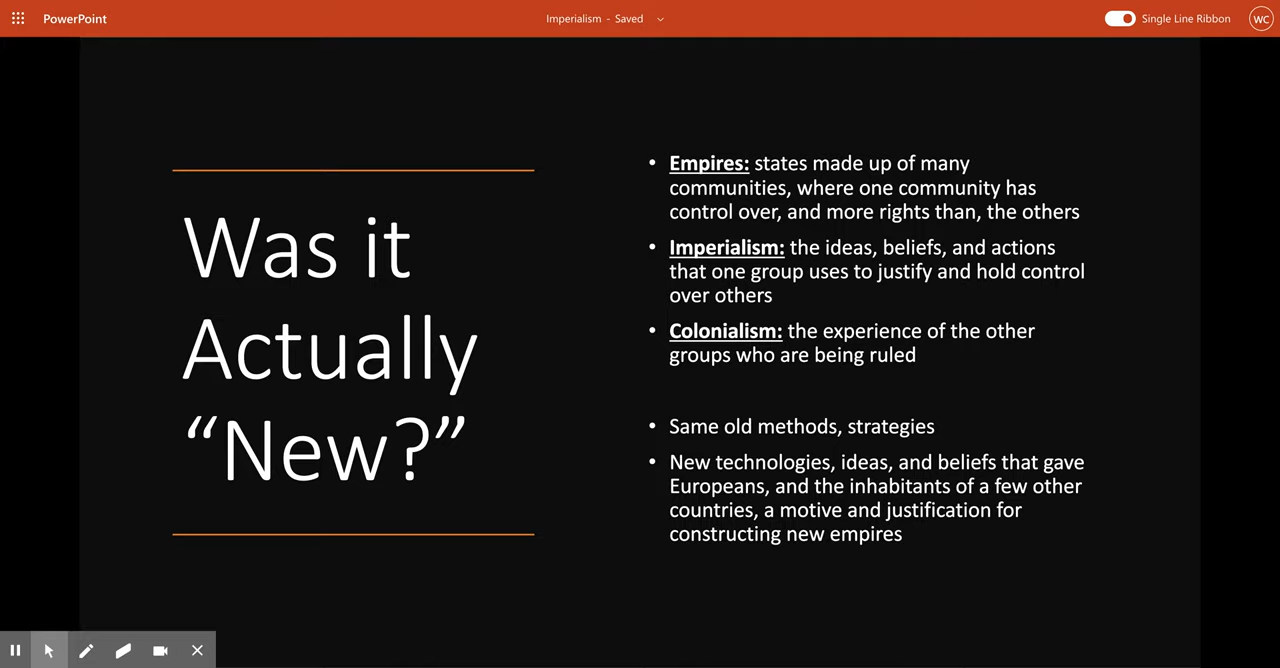 PowerPoint
Imperialism - Saved
Single Line Ribbon
WC
Was it
Actually
“New?”
• Empires: states made up of many
communities, where one community has
control over, and more rights than, the others
• Imperialism: the ideas, beliefs, and actions
that one group uses to justify and hold control
over others
• Colonialism: the experience of the other
groups who are being ruled
• Same old methods, strategies
• New technologies, ideas, and beliefs that gave
Europeans, and the inhabitants of a few other
countries, a motive and justification for
constructing new empires